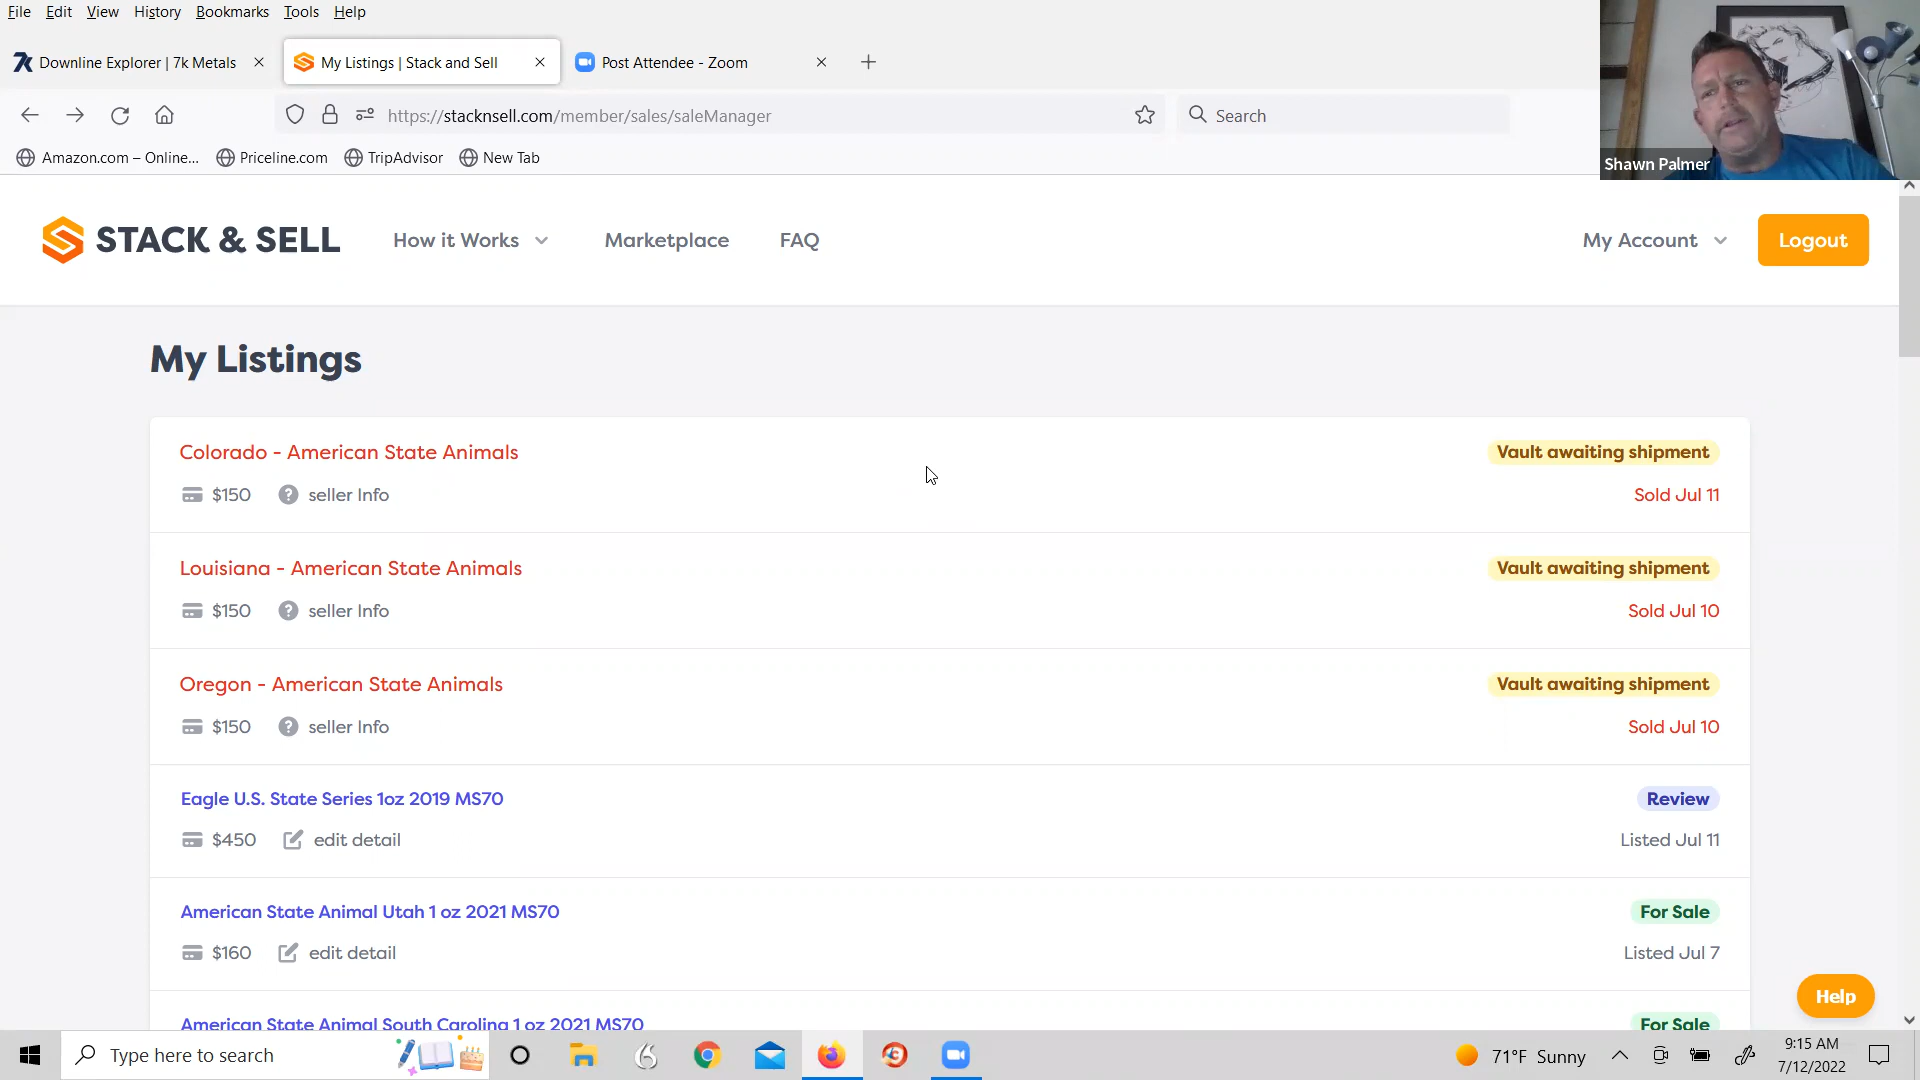 File Edit View History Bookmarks Tools Help
Downline Explorer | 7k Metals
My Listings | Stack and Sell
Post Attendee - Zoom
https://stacknsell.com/member/sales/saleManager
Search
Amazon.com – Online... Priceline.com TripAdvisor New Tab
Shawn Palmer
STACK & SELL How it Works Marketplace FAQ My Account Logout
My Listings
Colorado - American State Animals Vault awaiting shipment
$150 seller Info Sold Jul 11
Louisiana - American State Animals Vault awaiting shipment
$150 seller Info Sold Jul 10
Oregon - American State Animals Vault awaiting shipment
$150 seller Info Sold Jul 10
Eagle U.S. State Series 1oz 2019 MS70 Review
$450 edit detail Listed Jul 11
American State Animal Utah 1 oz 2021 MS70 For Sale
$160 edit detail Listed Jul 7
American State Animal South Carolina 1 oz 2021 MS70 For Sale
Help
Type here to search
71°F Sunny
9:15 AM
7/12/2022